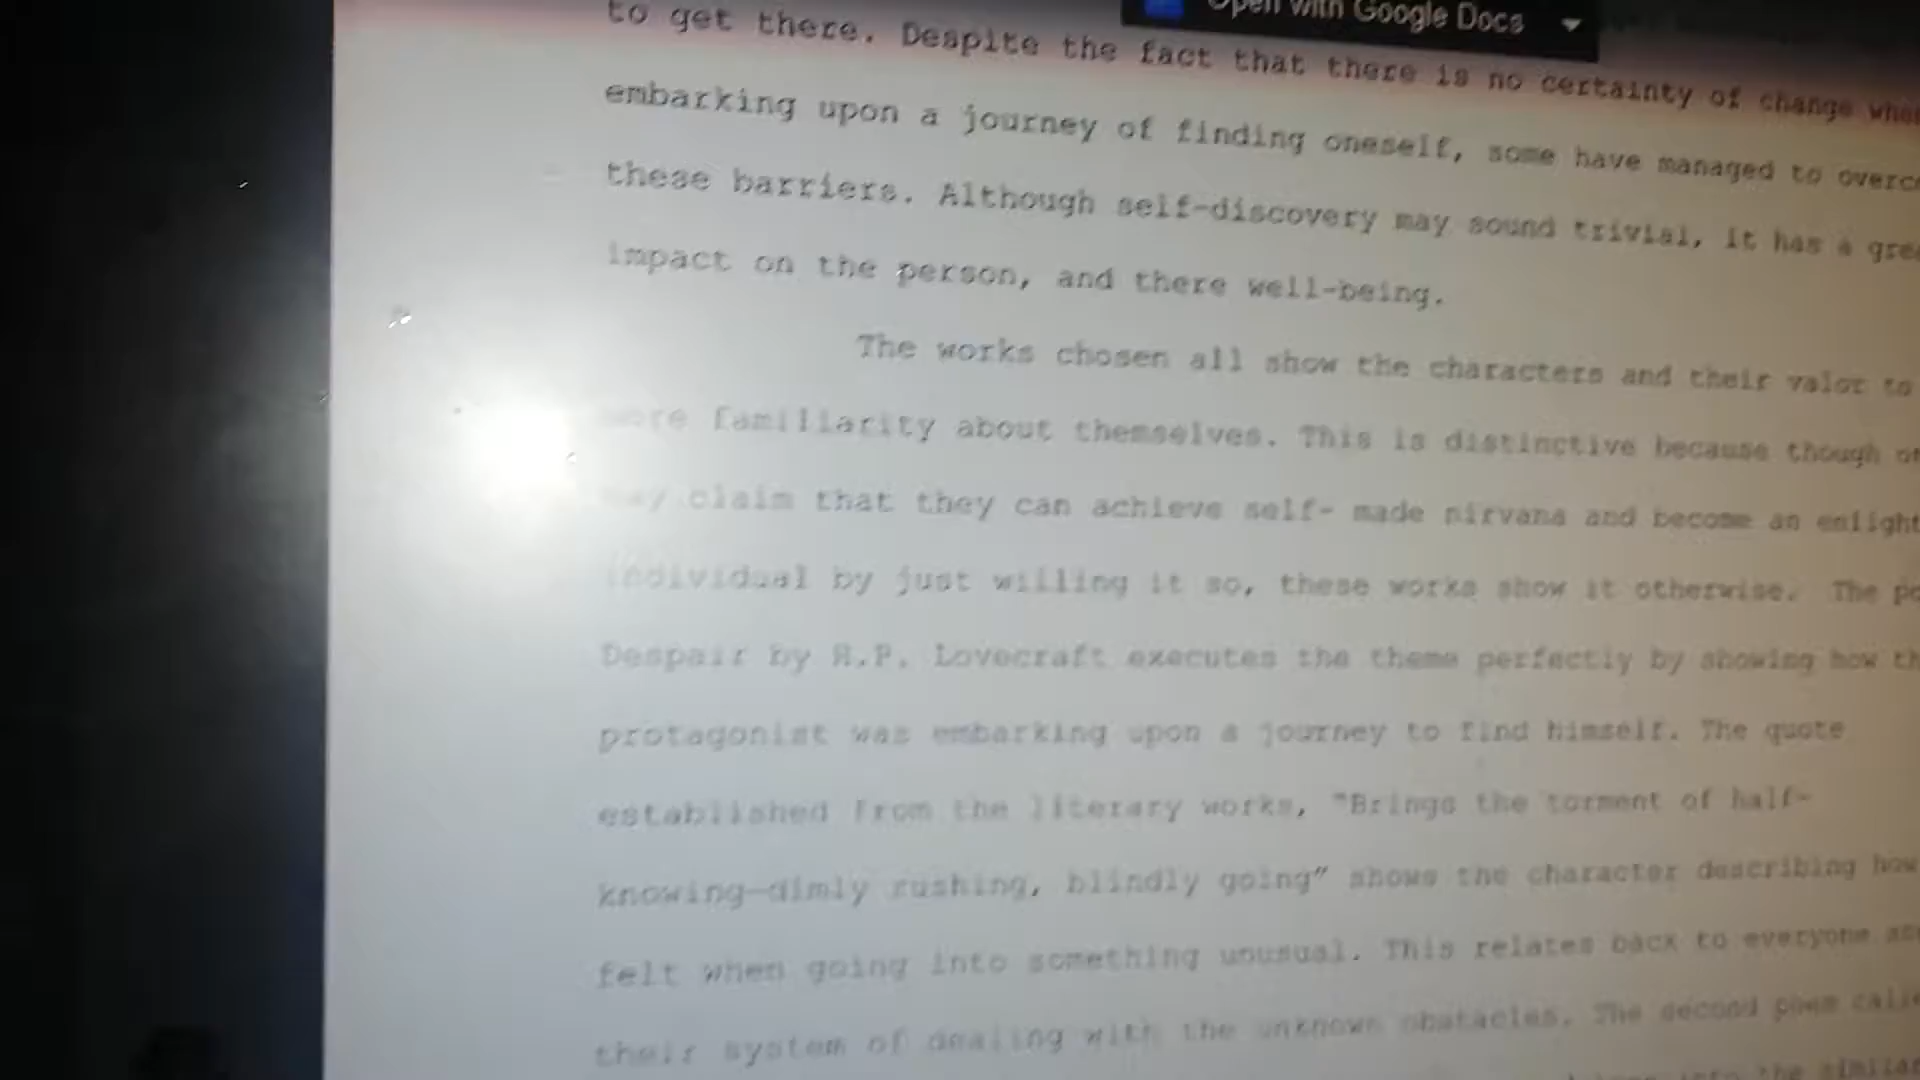 Open with Google Docs
to get there. Despite the fact that there is no certainty of change when
embarking upon a journey of finding oneself, some have managed to
these barriers. Although self-discovery may sound trivial, it has a
impact on the person, and there well-being.
The works chosen all show the characters and their valor to
more familiarity about themselves. This is distinctive because though
may claim that they can achieve self- made nirvana and become an
individual by just willing it so, these works show it otherwise. The
Despair by H.P. Lovecraft executes the theme perfectly by showing how
protagonist was embarking upon a journey to find himself. The quote
established from the literary works, "Brings the torment of half-
knowing—dimly rushing, blindly going" shows the character describing how
felt when going into something unusual. This relates back to everyone
their system of dealing with the unknown obstacles. The second poem
the